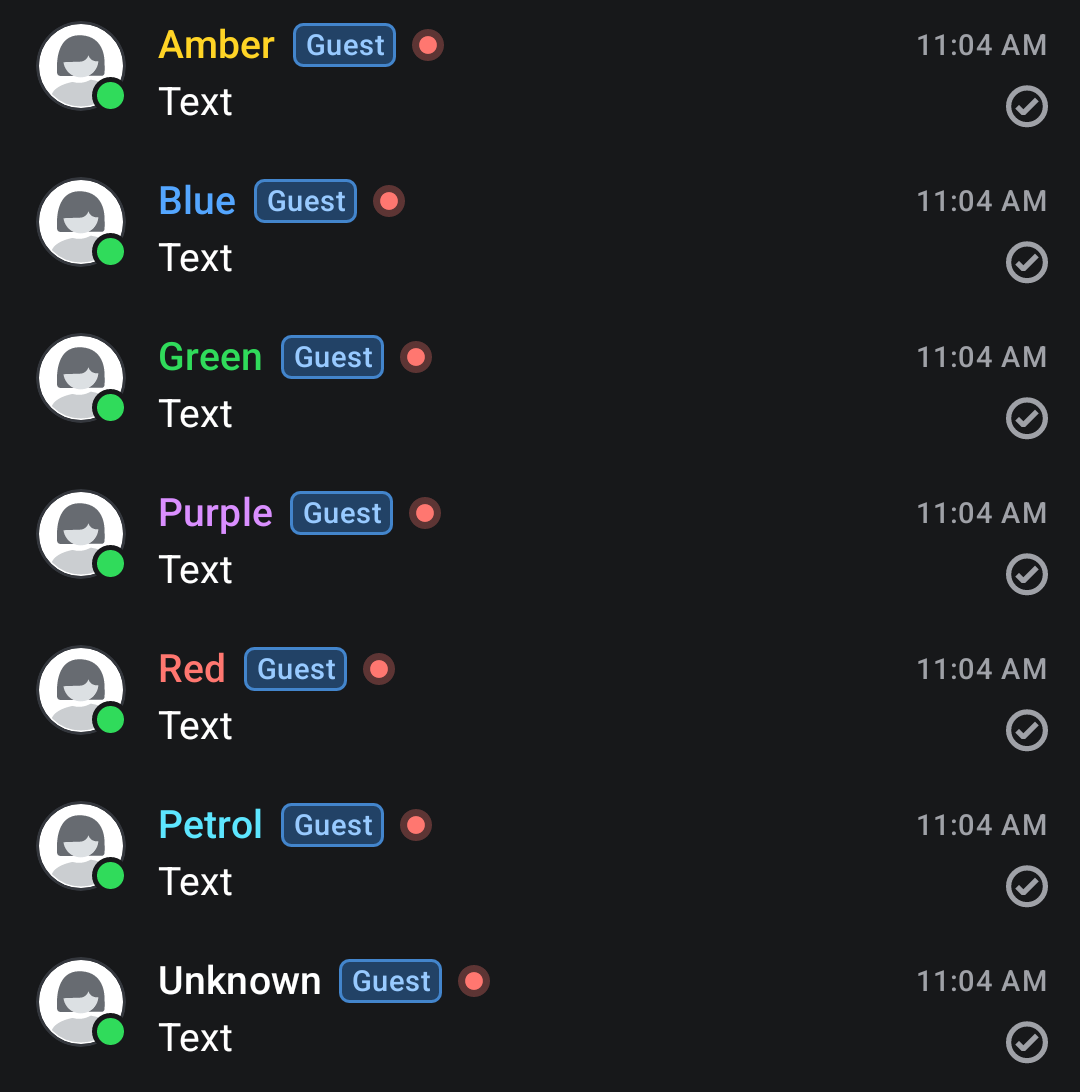 Amber Guest 11:04 AM
Text
Blue Guest 11:04 AM
Text
Green Guest 11:04 AM
Text
Purple Guest 11:04 AM
Text
Red Guest 11:04 AM
Text
Petrol Guest 11:04 AM
Text
Unknown Guest 11:04 AM
Text